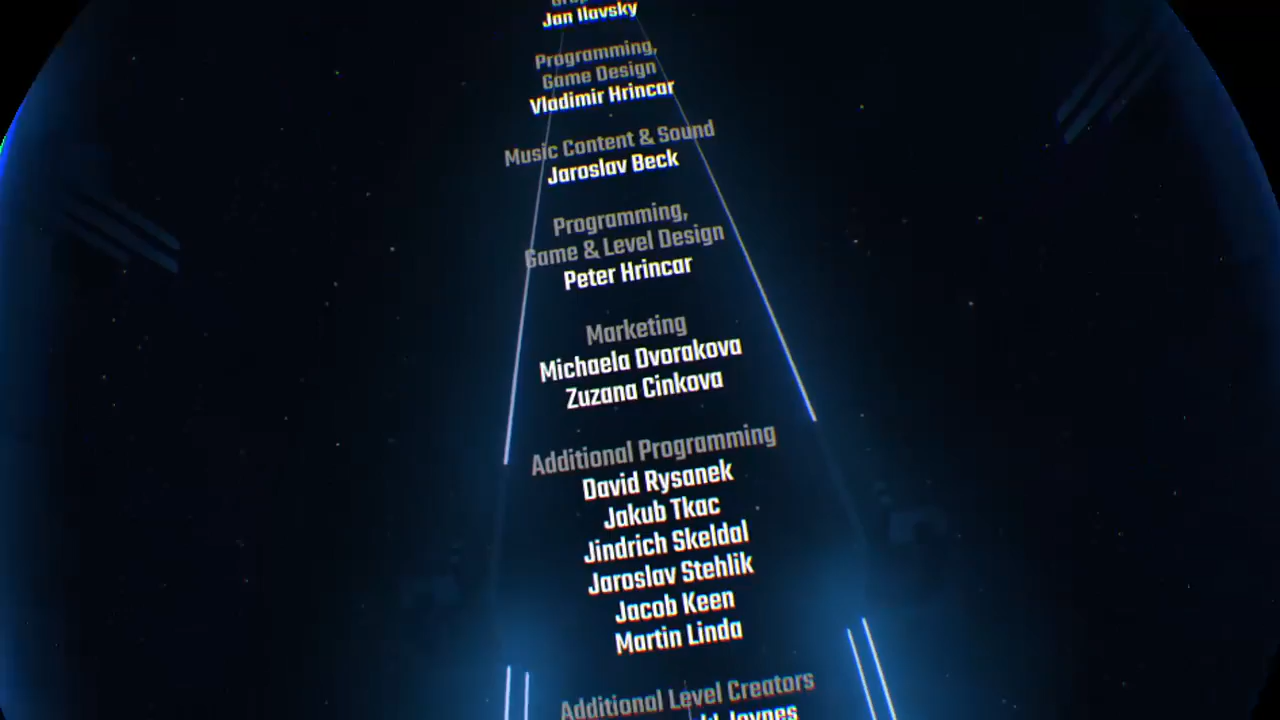 Jan Ilavsky
Programming,
Game Design
Vladimir Hrincar
Music Content & Sound
Jaroslav Beck
Programming,
Game & Level Design
Peter Hrincar
Marketing
Michaela Dvorakova
Zuzana Cinkova
Additional Programming
David Rysanek
Jakub Tkac
Jindrich Skeldal
Jaroslav Stehlik
Jacob Keen
Martin Linda
Additional Level Creators
Joynes